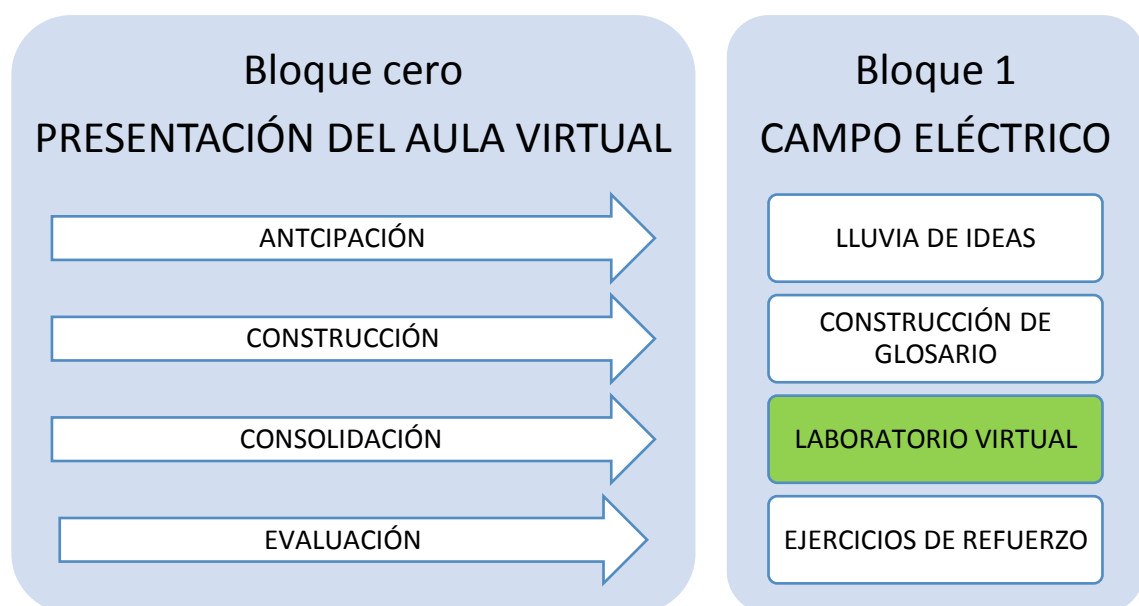 Bloque cero
PRESENTACIÓN DEL AULA VIRTUAL
ANTCIPACIÓN
CONSTRUCCIÓN
CONSOLIDACIÓN
EVALUACIÓN
Bloque 1
CAMPO ELÉCTRICO
LLUVIA DE IDEAS
CONSTRUCCIÓN DE
GLOSARIO
LABORATORIO VIRTUAL
EJERCICIOS DE REFUERZO